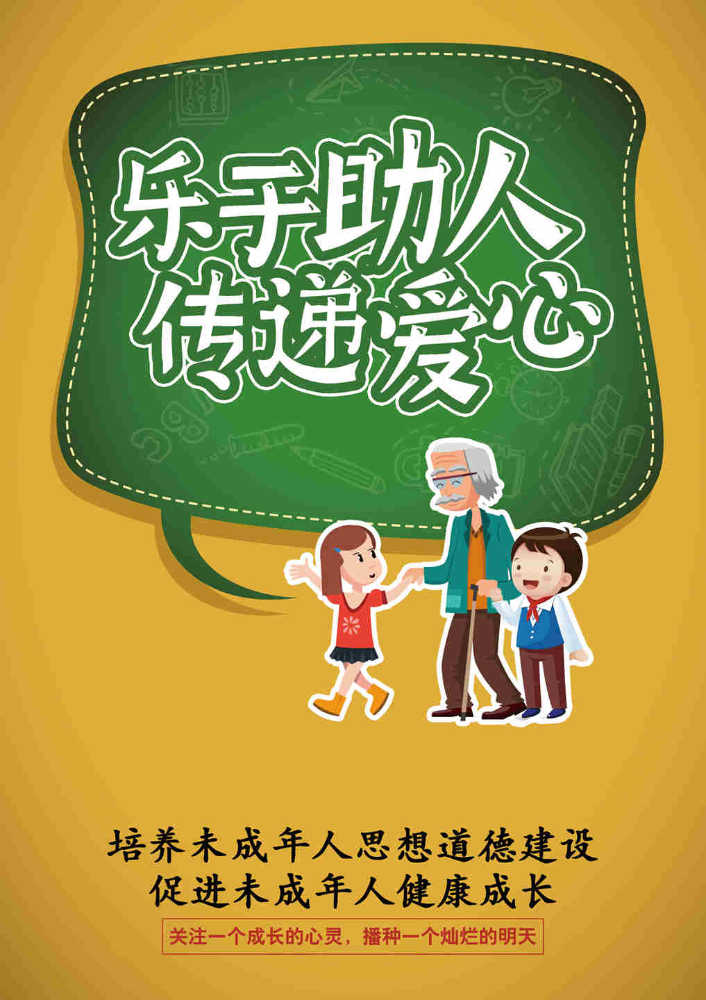 乐于助人
传递爱心
培养未成年人思想道德建设
促进未成年人健康成长
关注一个成长的心灵，播种一个灿烂的明天